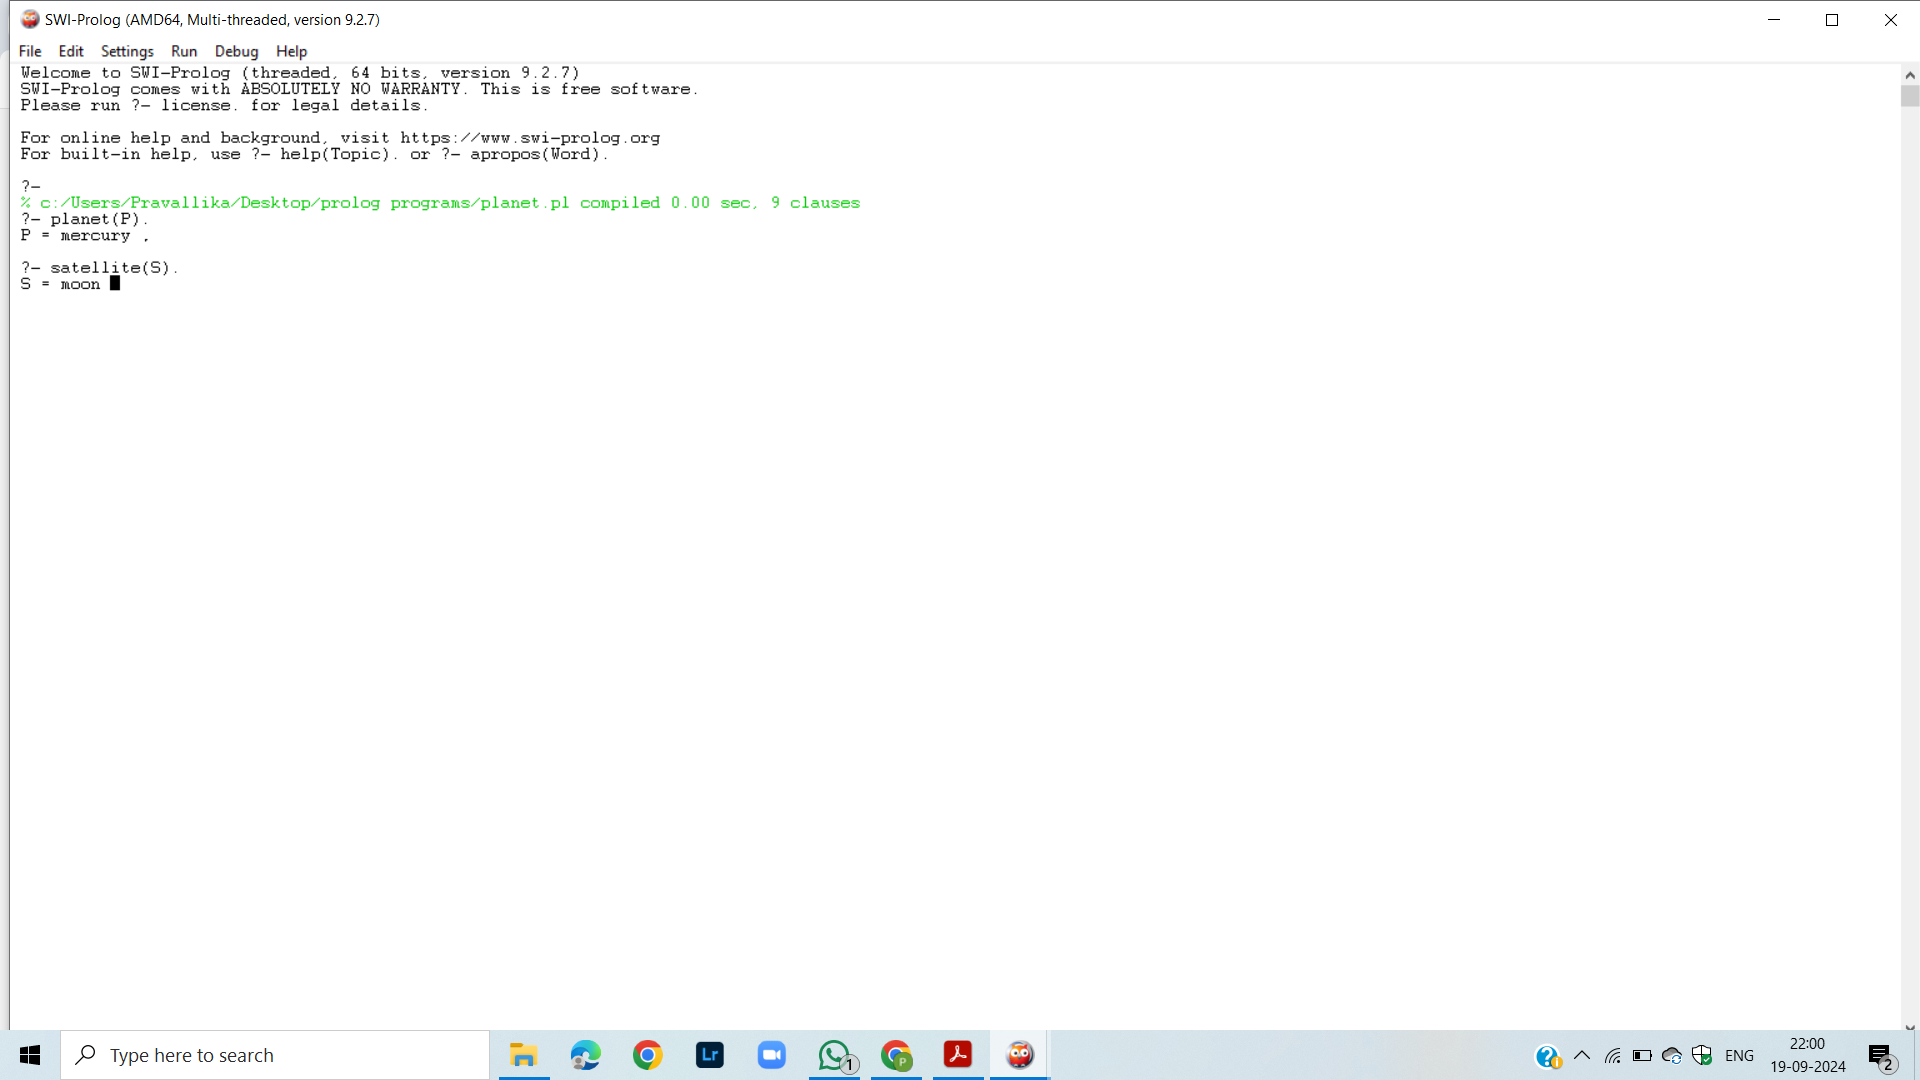 SWI-Prolog (AMD64, Multi-threaded, version 9.2.7)
File Edit Settings Run Debug Help
Welcome to SWI-Prolog (threaded, 64 bits, version 9.2.7)
SWI-Prolog comes with ABSOLUTELY NO WARRANTY. This is free software.
Please run ?- license. for legal details.
For online help and background, visit https://www.swi-prolog.org
For built-in help, use ?- help(Topic). or ?- apropos(Word).
?-
% c:/Users/Pravallika/Desktop/prolog programs/planet.pl compiled 0.00 sec, 9 clauses
?- planet(P).
P = mercury .
?- satellite(S).
S = moon
Type here to search
Lr
1
P
ENG
22:00
19-09-2024
2